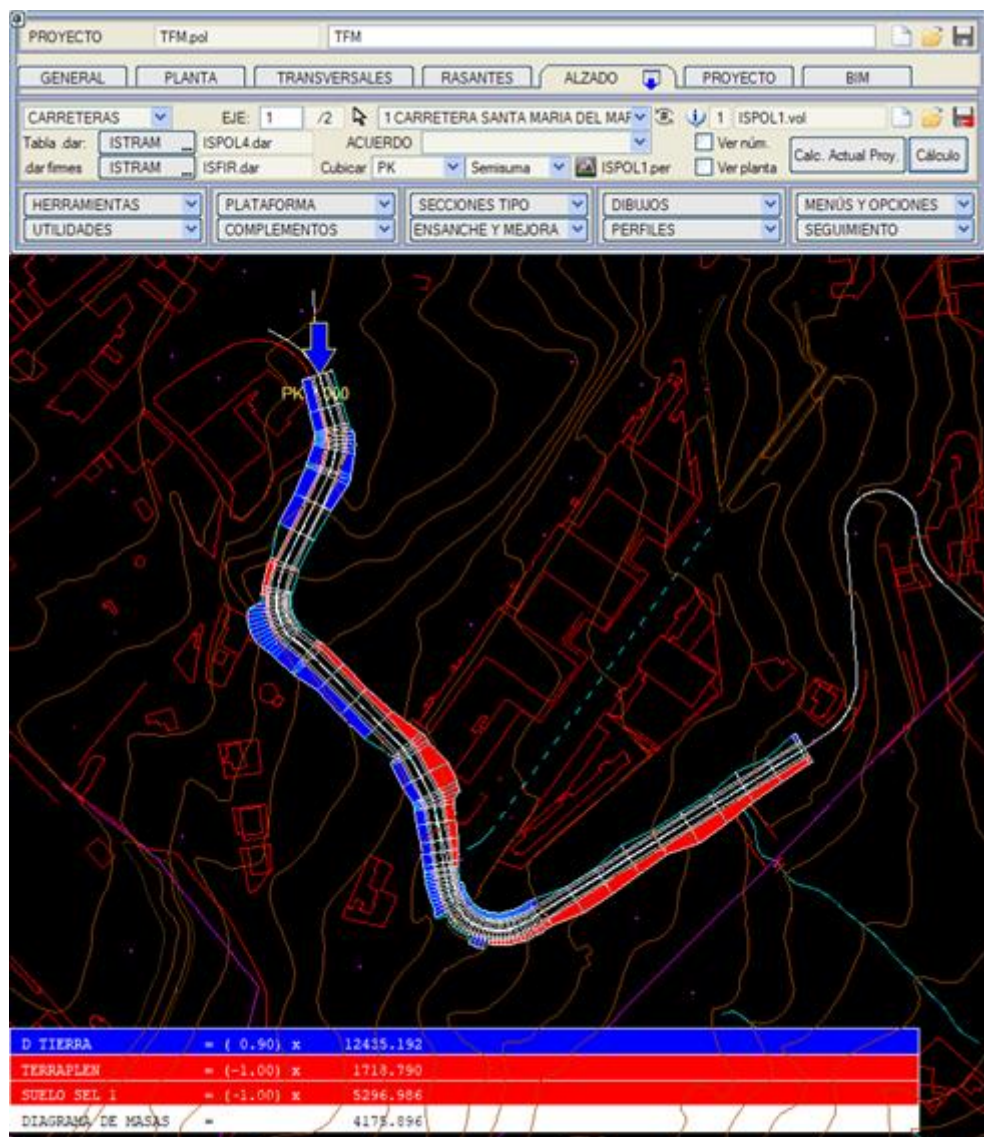 PROYECTO TFM.pol TFM
GENERAL PLANTA TRANSVERSALES RASANTES ALZADO PROYECTO BIM
CARRETERAS EJE: 1 /2 1 CARRETERA SANTA MARIA DEL MAR 1 ISPOL1.vol
Tabla .dar: ISTRAM ... ISPOL4.dar ACUERDO Ver núm. Calc. Actual Proy. Cálculo
.dar firmes ISTRAM ... ISFIR.dar Cubicar PK Semisuma ISPOL1.per Ver planta
HERRAMIENTAS PLATAFORMA SECCIONES TIPO DIBUJOS MENÚS Y OPCIONES
UTILIDADES COMPLEMENTOS ENSANCHE Y MEJORA PERFILES SEGUIMIENTO
PK
D TIERRA = ( 0.90) x 12435.192
TERRAPLEN = (-1.00) x 1718.790
SUELO SEL 1 = (-1.00) x 5296.986
DIAGRAMA DE MASAS = 4175.896